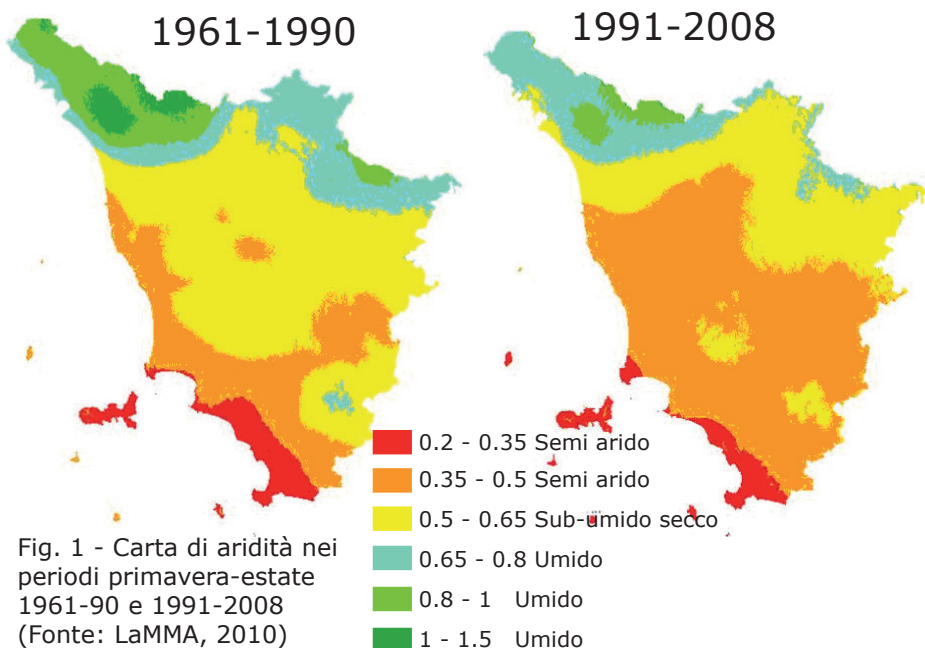 1961-1990
1991-2008
0.2 - 0.35 Semi arido
0.35 - 0.5 Semi arido
0.5 - 0.65 Sub-umido secco
0.65 - 0.8 Umido
0.8 - 1 Umido
1 - 1.5 Umido
Fig. 1 - Carta di aridità nei
periodi primavera-estate
1961-90 e 1991-2008
(Fonte: LaMMA, 2010)